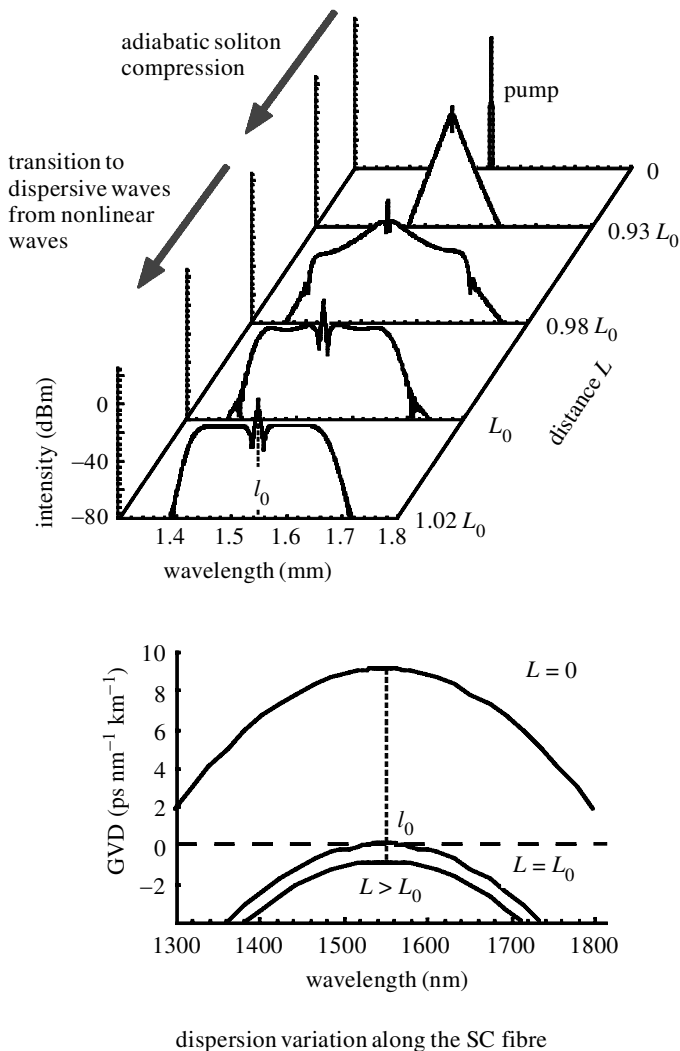 adiabatic soliton
compression
pump
transition to
dispersive waves
from nonlinear
waves
0
0.93 L₀
0.98 L₀
L₀
1.02 L₀
distance L
intensity (dBm)
0
−40
−80
l₀
1.4 1.5 1.6 1.7 1.8
wavelength (mm)
GVD (ps nm⁻¹ km⁻¹)
10
8
6
4
2
0
−2
L = 0
l₀
L = L₀
L > L₀
1300 1400 1500 1600 1700 1800
wavelength (nm)
dispersion variation along the SC fibre